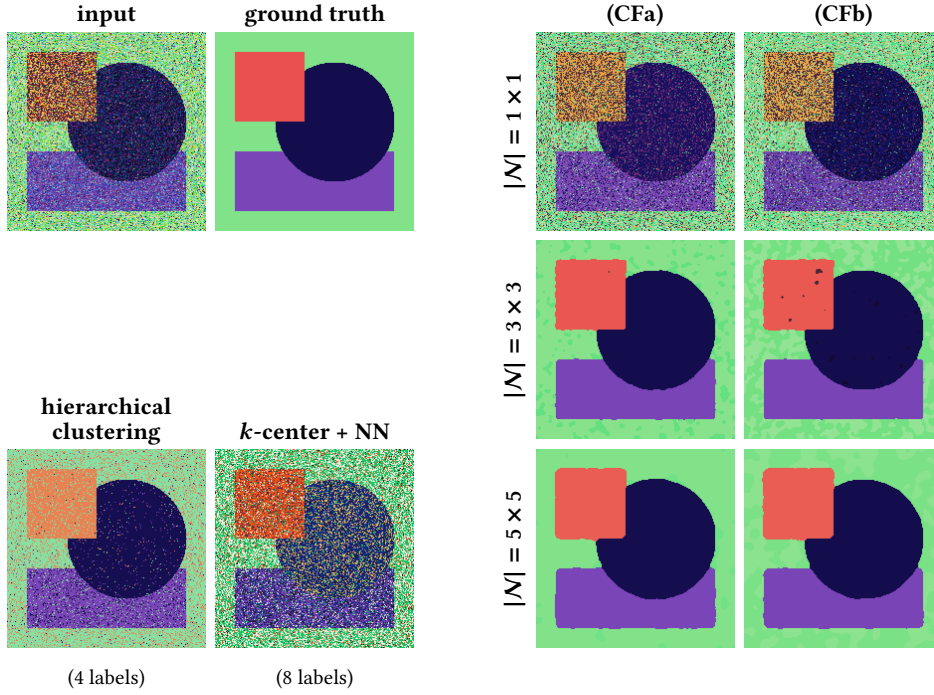 input
ground truth
(CFa)
(CFb)
|𝒩| = 1 × 1
|𝒩| = 3 × 3
hierarchical
clustering
k-center + NN
|𝒩| = 5 × 5
(4 labels)
(8 labels)